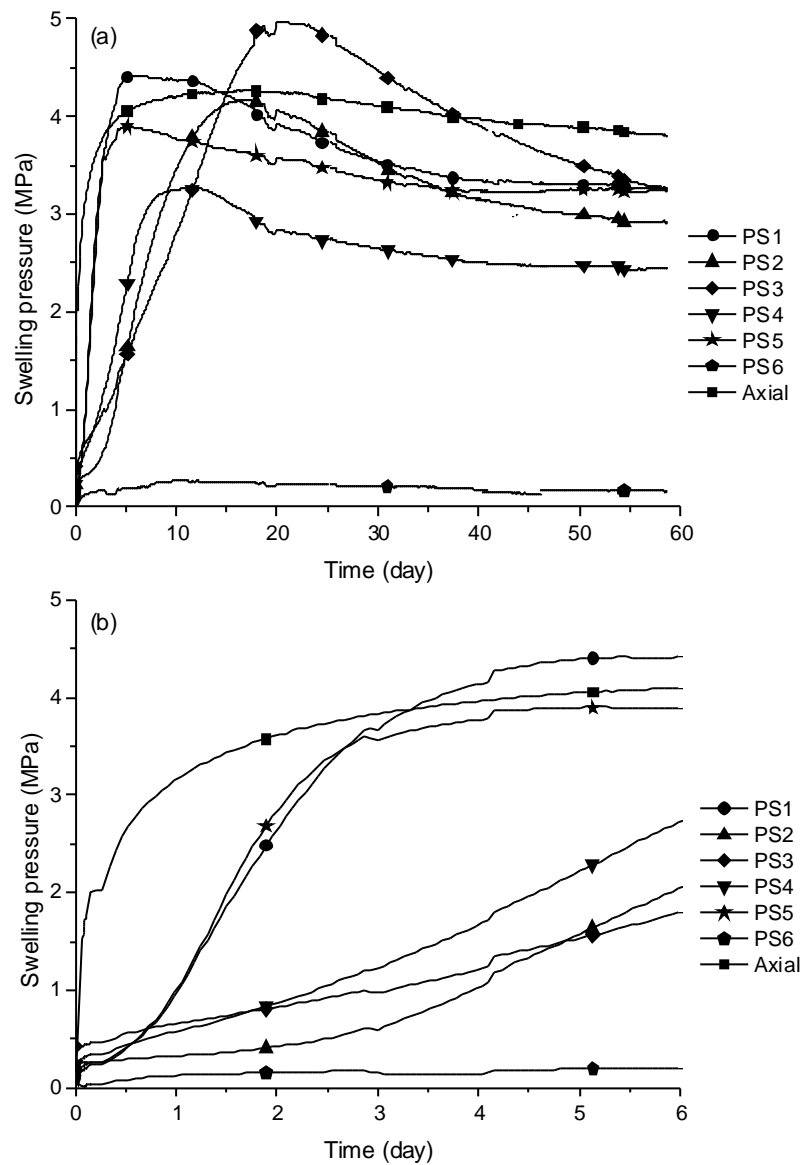 (a)
Swelling pressure (MPa)
5
4
3
2
1
0
0 10 20 30 40 50 60
Time (day)
PS1
PS2
PS3
PS4
PS5
PS6
Axial
(b)
Swelling pressure (MPa)
5
4
3
2
1
0
0 1 2 3 4 5 6
Time (day)
PS1
PS2
PS3
PS4
PS5
PS6
Axial